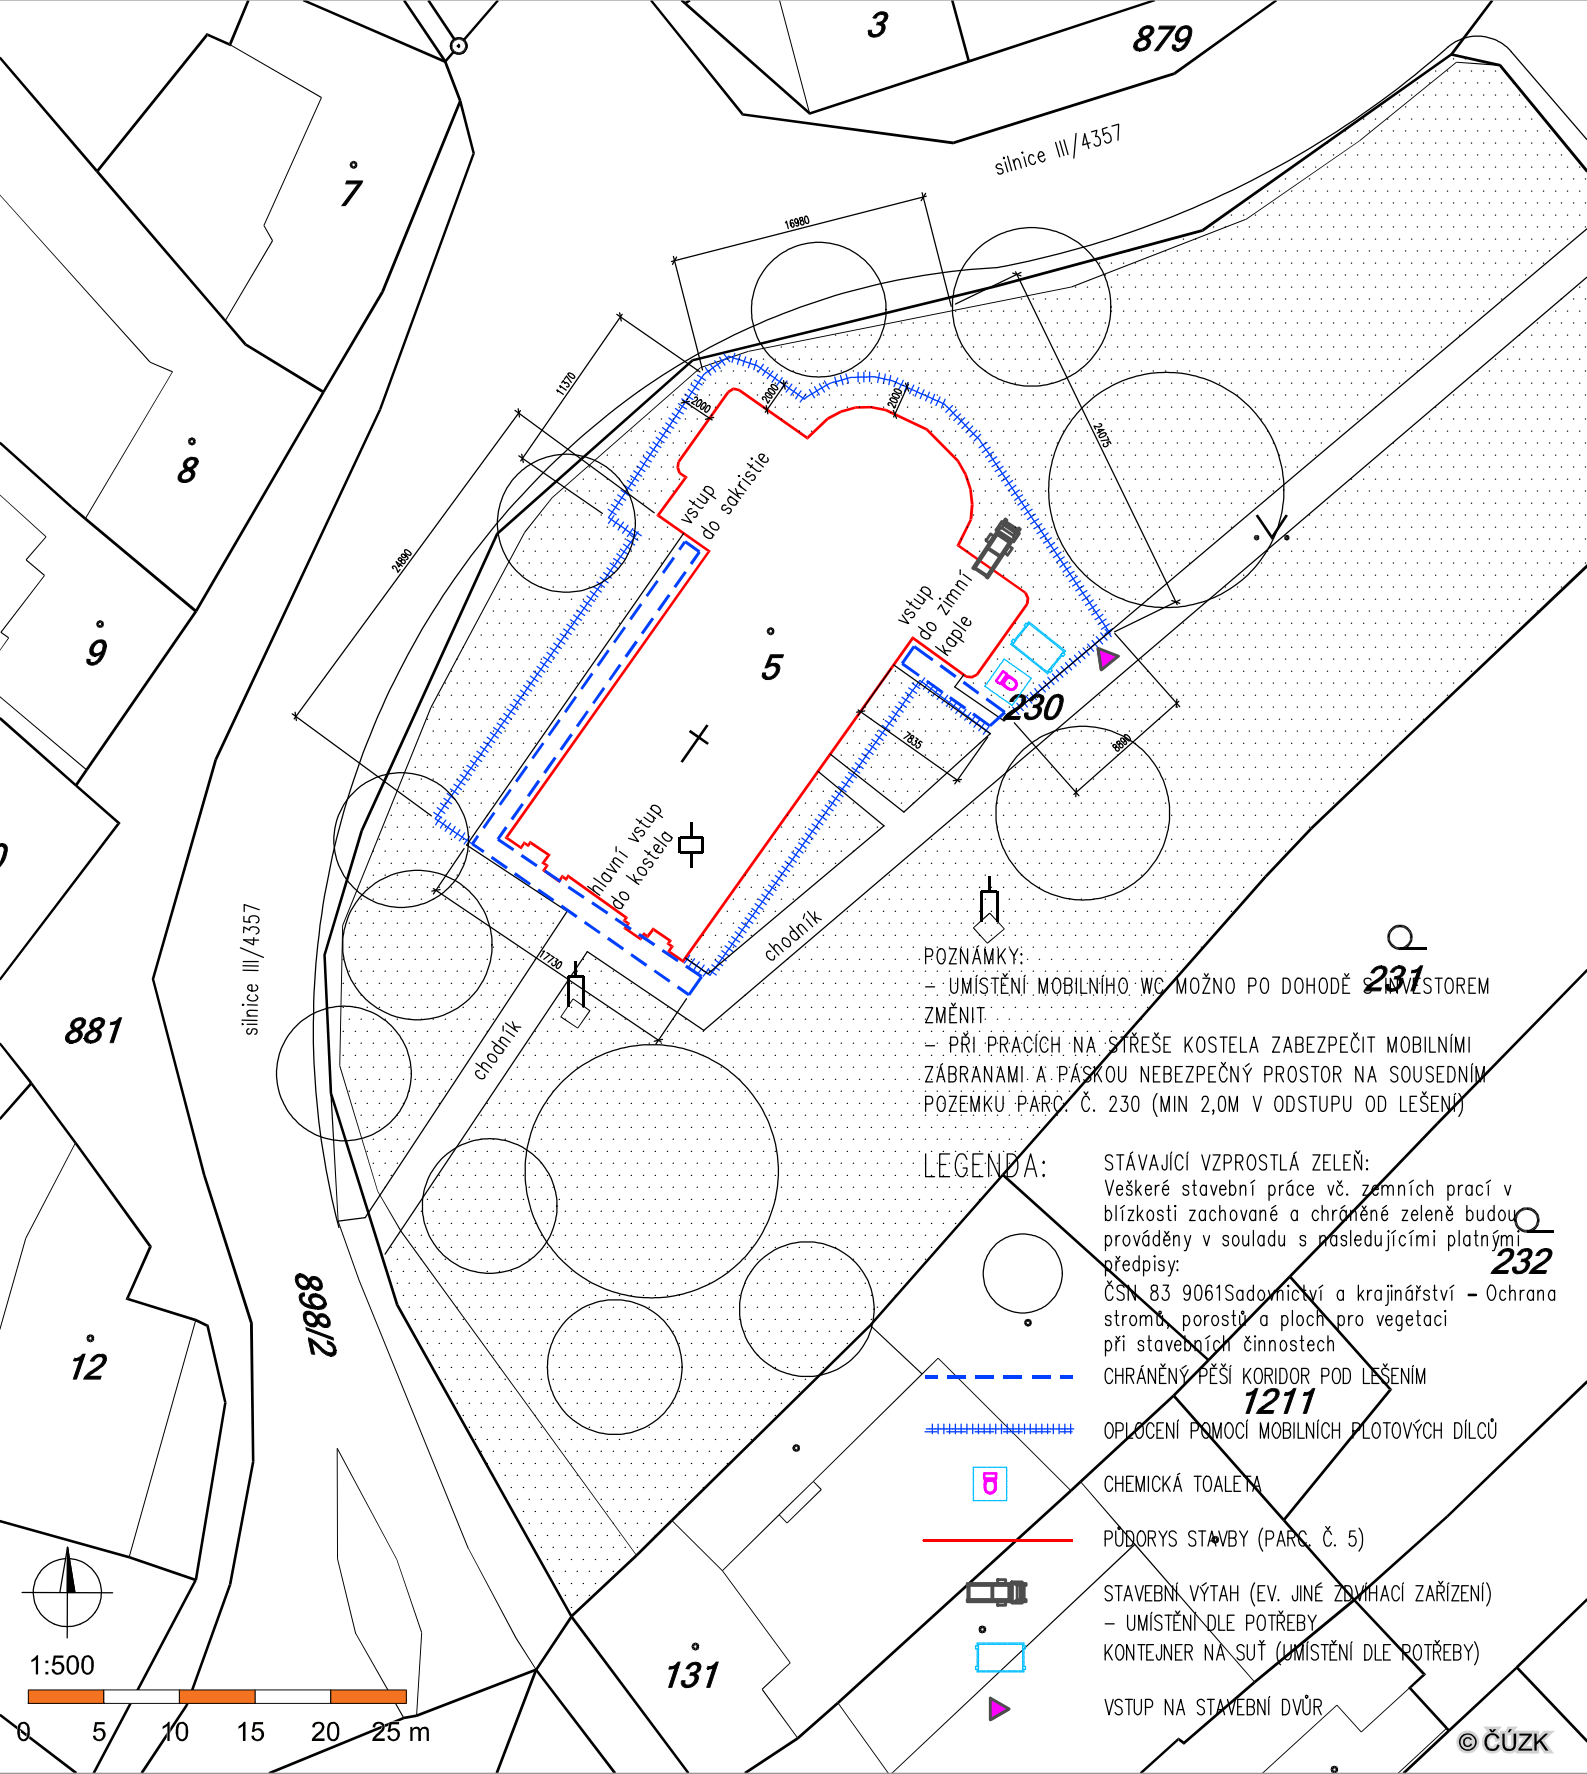 3
879
silnice III/4357
7
16980
11370
2000
2000
2000
24075
8
vstup
do sakristie
24890
9
vstup
do zimní
kaple
5
230
7835
8890
hlavní vstup
do kostela
chodník
17730
silnice III/4357
881
chodník
231
POZNÁMKY:
– UMÍSTĚNÍ MOBILNÍHO WC MOŽNO PO DOHODĚ S INVESTOREM
ZMĚNIT
– PŘI PRACÍCH NA STŘEŠE KOSTELA ZABEZPEČIT MOBILNÍMI
ZÁBRANAMI A PÁSKOU NEBEZPEČNÝ PROSTOR NA SOUSEDNÍM
POZEMKU PARC. Č. 230 (MIN 2,0M V ODSTUPU OD LEŠENÍ)
LEGENDA:
STÁVAJÍCÍ VZPROSTLÁ ZELEŇ:
Veškeré stavební práce vč. zemních prací v
blízkosti zachované a chráněné zeleně budou
prováděny v souladu s následujícími platnými
předpisy:
ČSN 83 9061Sadovnictví a krajinářství – Ochrana
stromů, porostů a ploch pro vegetaci
při stavebních činnostech
232
898/2
12
CHRÁNĚNÝ PĚŠÍ KORIDOR POD LEŠENÍM
1211
OPLOCENÍ POMOCÍ MOBILNÍCH PLOTOVÝCH DÍLCŮ
CHEMICKÁ TOALETA
PŮDORYS STAVBY (PARC. Č. 5)
STAVEBNÍ VÝTAH (EV. JINÉ ZDVÍHACÍ ZAŘÍZENÍ)
– UMÍSTĚNÍ DLE POTŘEBY
KONTEJNER NA SUŤ (UMÍSTĚNÍ DLE POTŘEBY)
VSTUP NA STAVEBNÍ DVŮR
131
1:500
0 5 10 15 20 25 m
© ČÚZK